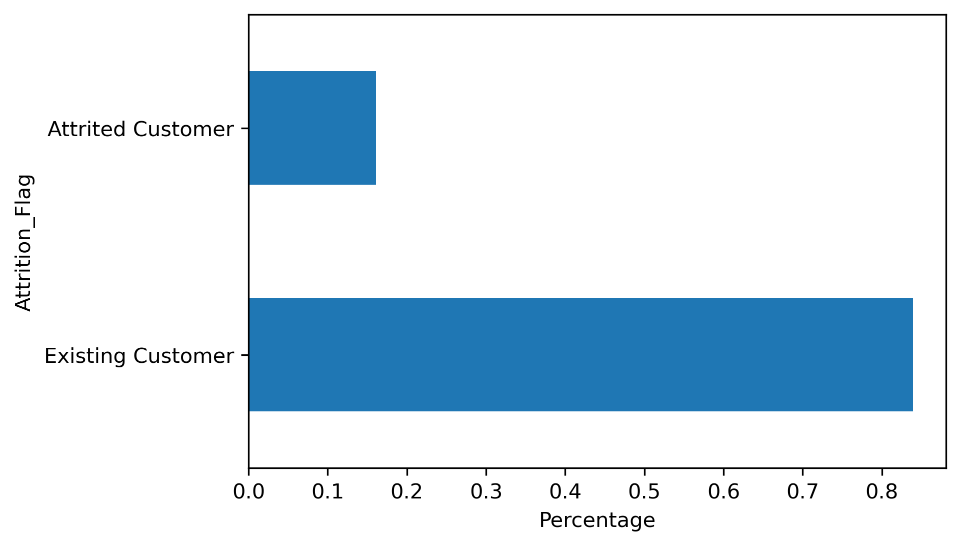 Attrited Customer
Existing Customer
Attrition_Flag
0.0 0.1 0.2 0.3 0.4 0.5 0.6 0.7 0.8
Percentage